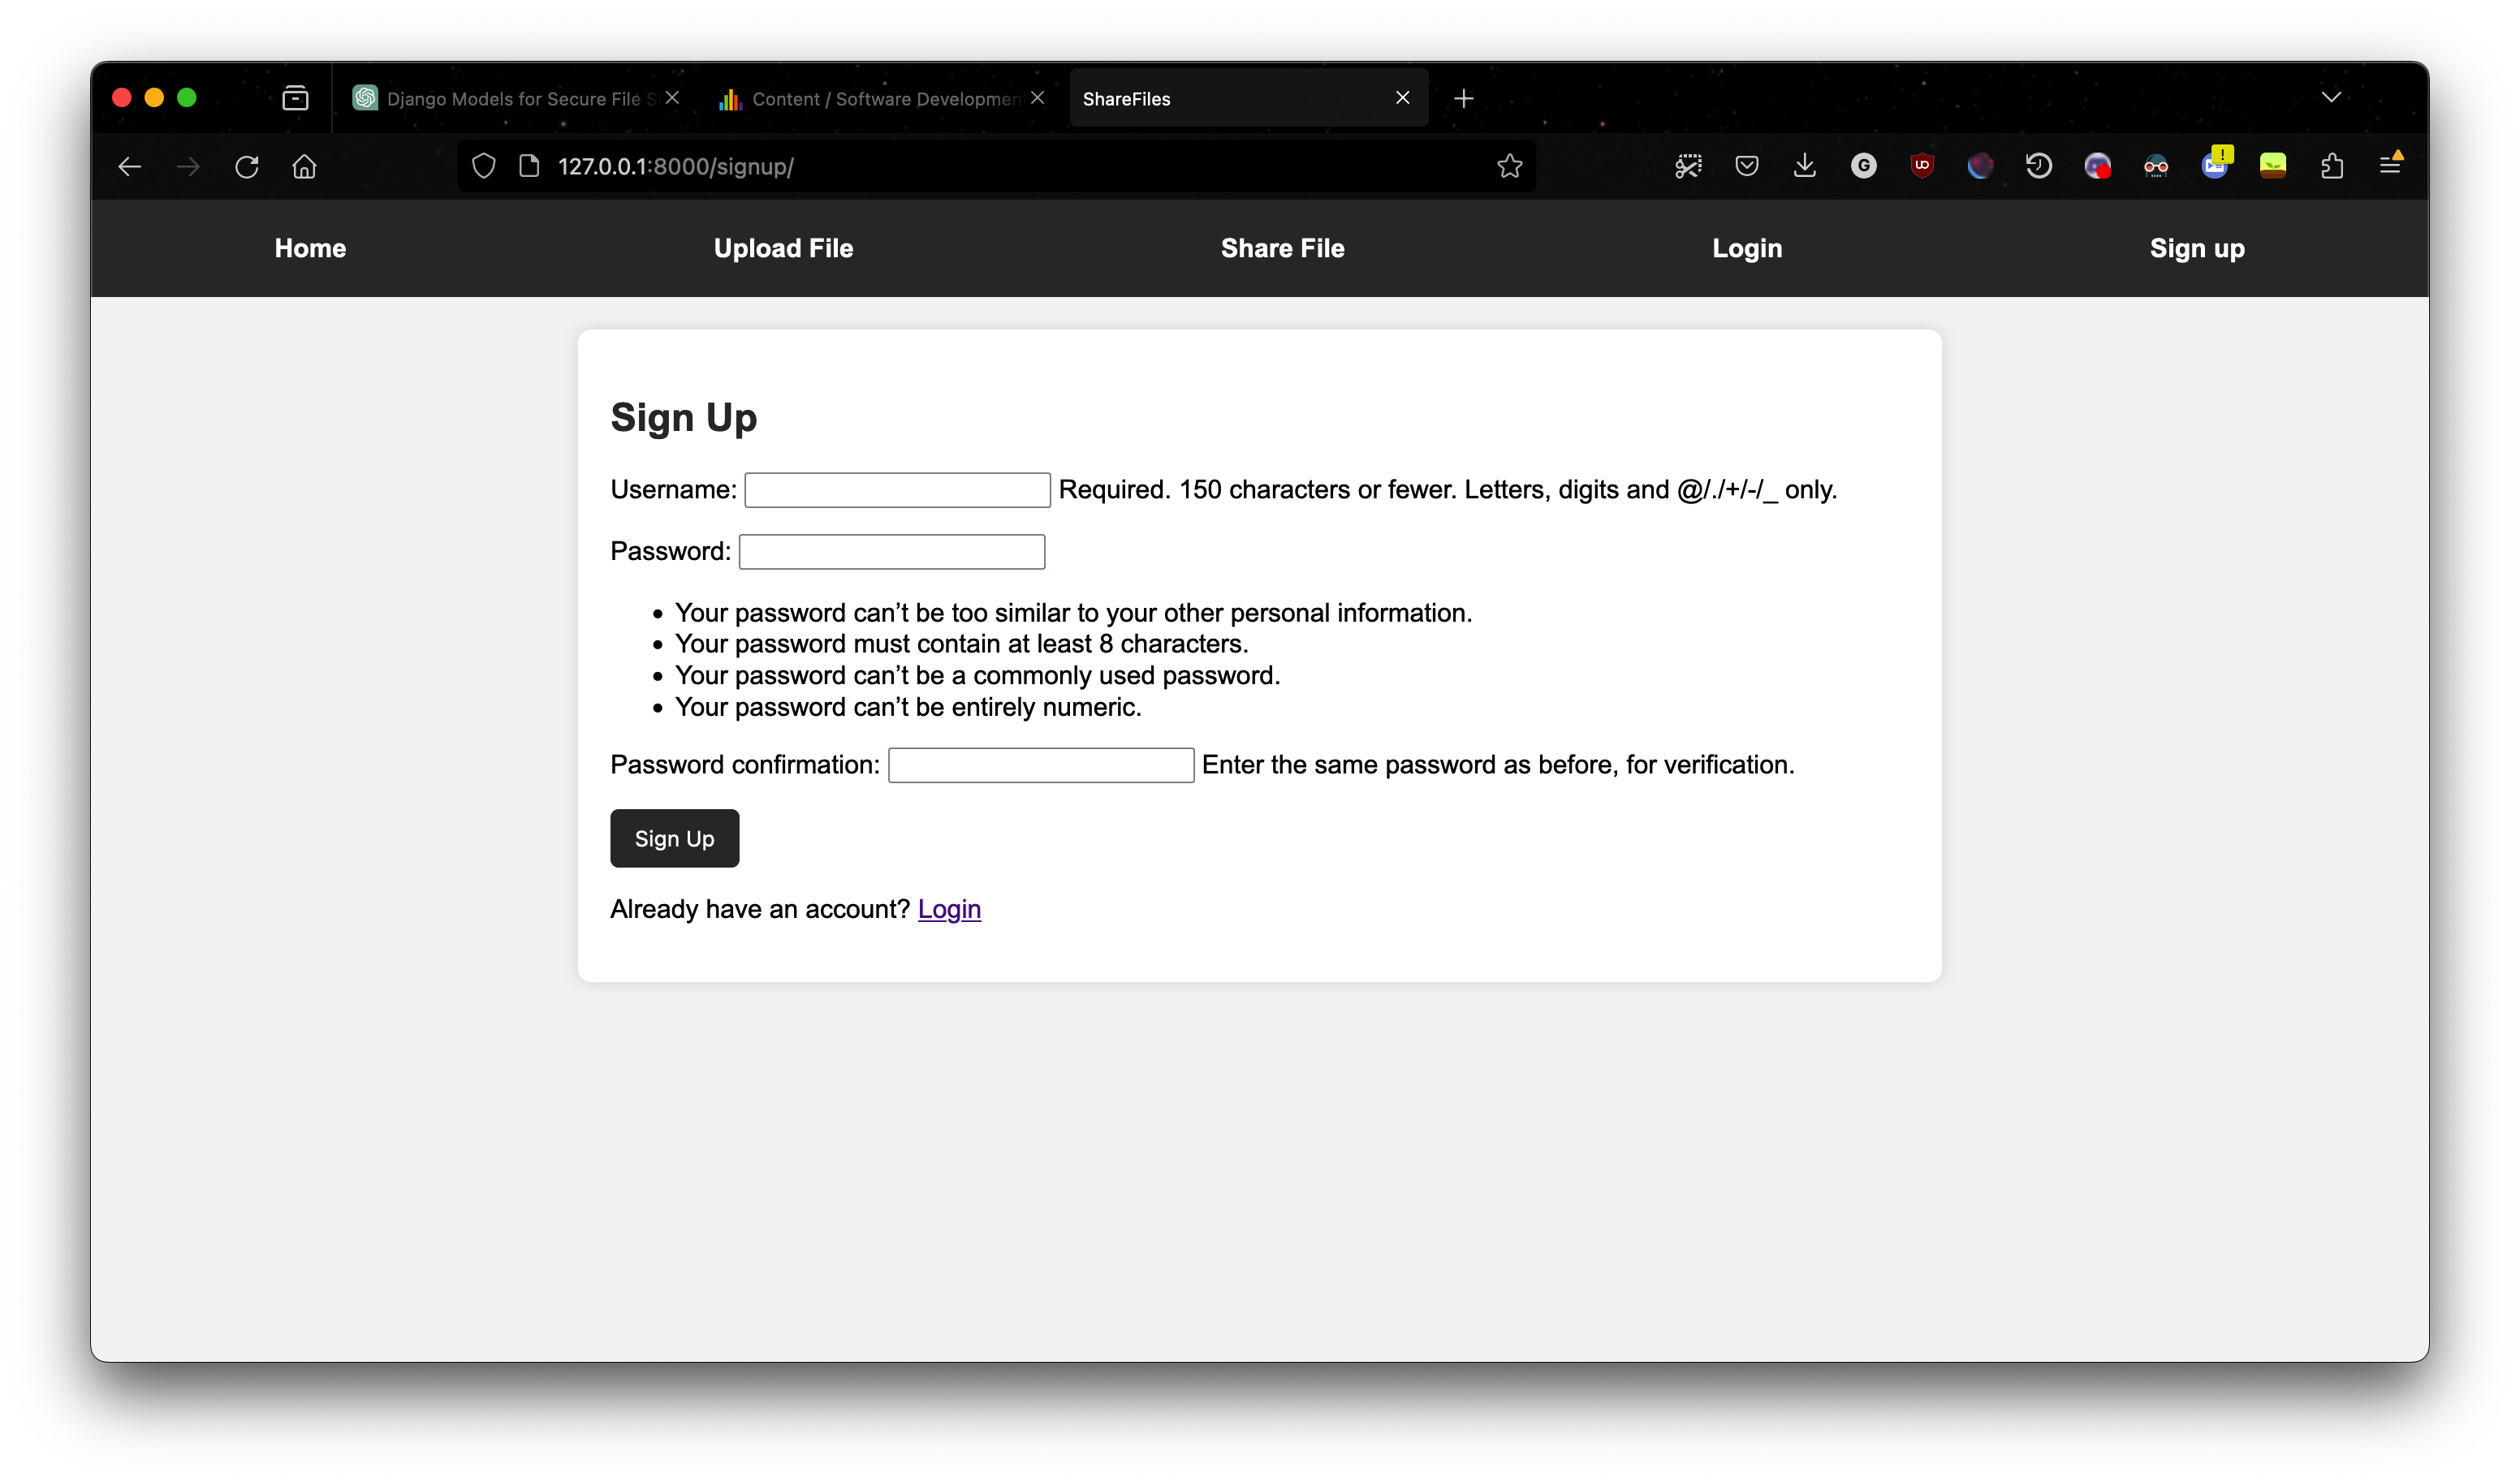 Django Models for Secure File S
Content / Software Developmen
ShareFiles
127.0.0.1:8000/signup/
Home Upload File Share File Login Sign up
Sign Up
Username: Required. 150 characters or fewer. Letters, digits and @/./+/-/_ only.
Password:
• Your password can’t be too similar to your other personal information.
• Your password must contain at least 8 characters.
• Your password can’t be a commonly used password.
• Your password can’t be entirely numeric.
Password confirmation: Enter the same password as before, for verification.
Sign Up
Already have an account? Login